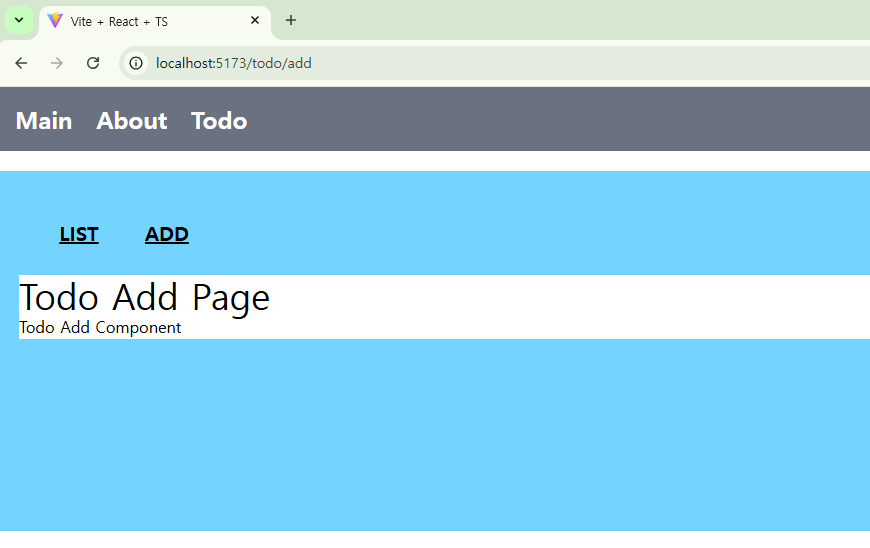 Vite + React + TS
localhost:5173/todo/add
Main About Todo
LIST ADD
Todo Add Page
Todo Add Component